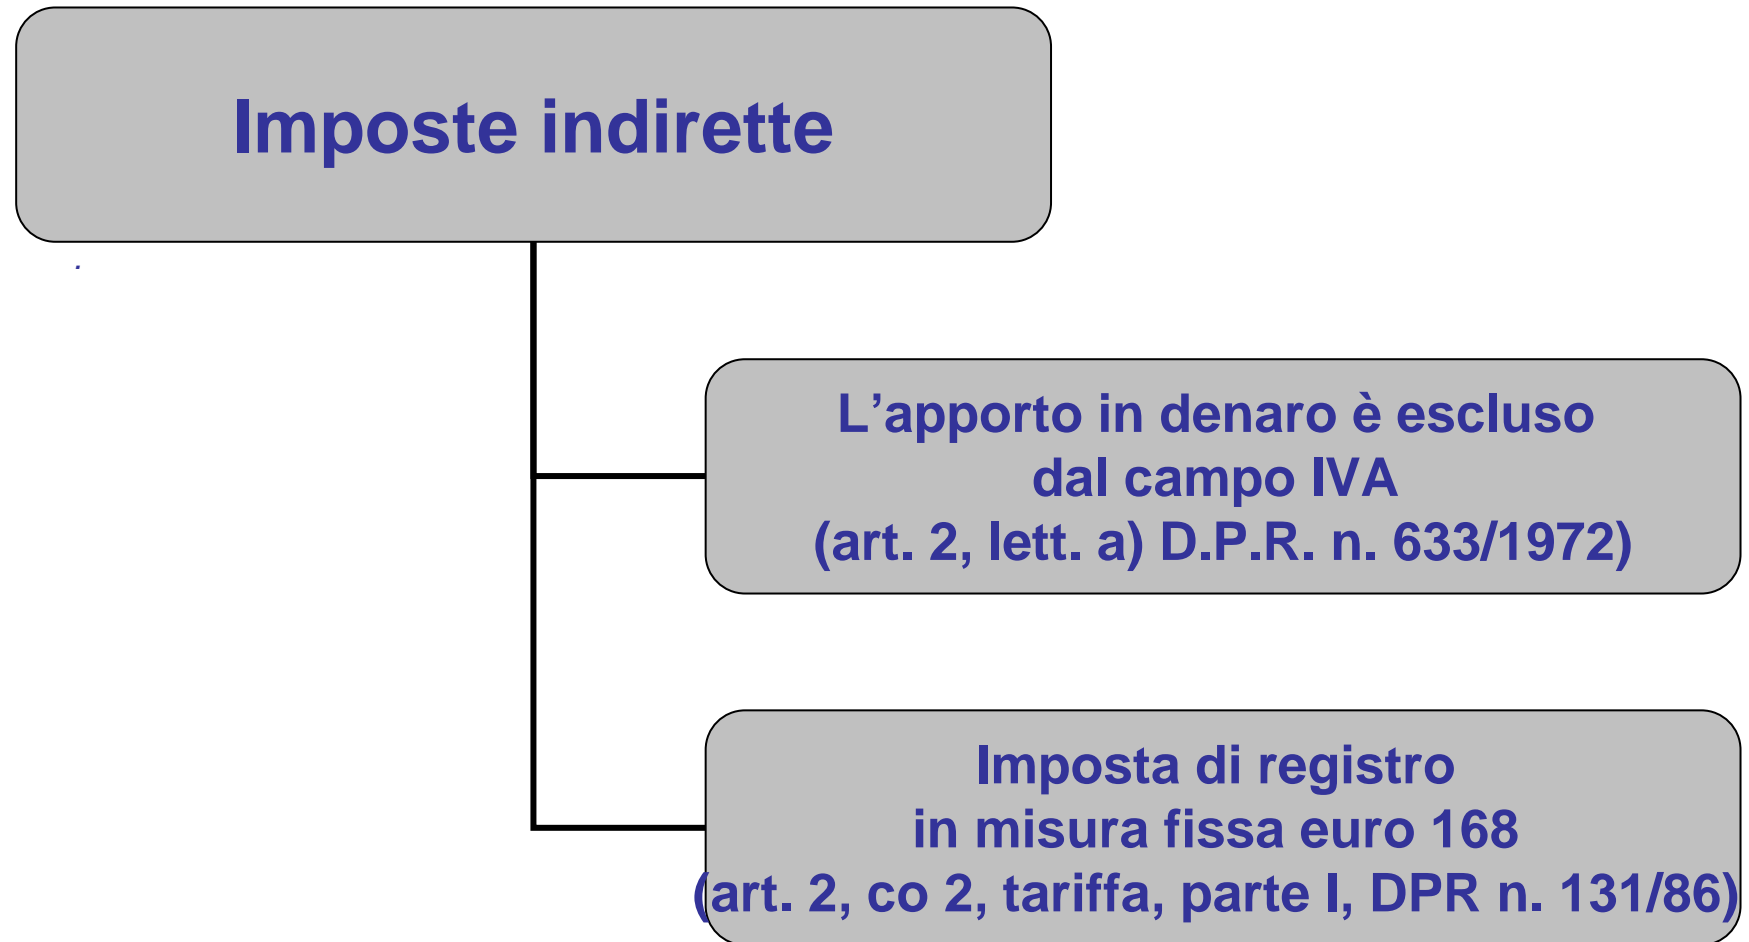 Imposte indirette
.
L’apporto in denaro è escluso
dal campo IVA
(art. 2, lett. a) D.P.R. n. 633/1972)
Imposta di registro
in misura fissa euro 168
(art. 2, co 2, tariffa, parte I, DPR n. 131/86)